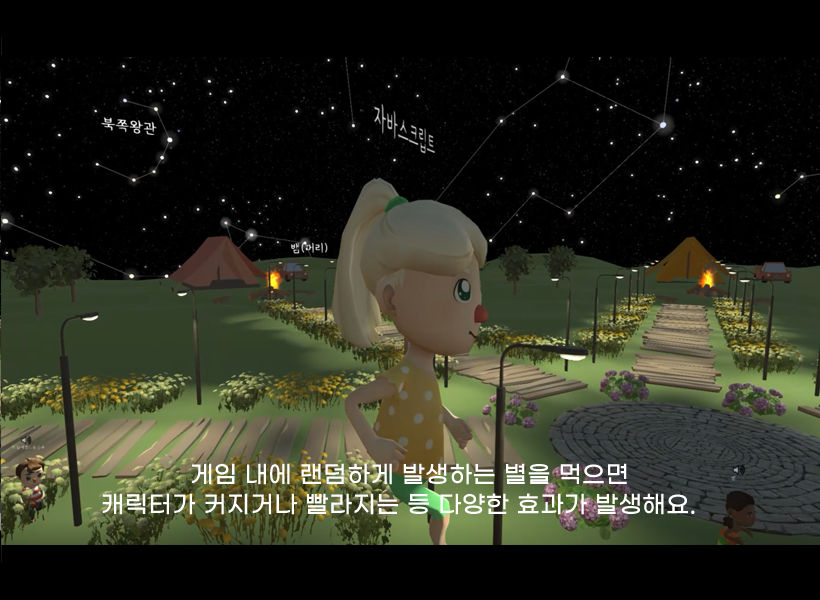 북쪽왕관
자바스크립트
뱀(머리)
게임 내에 랜덤하게 발생하는 별을 먹으면
캐릭터가 커지거나 빨라지는 등 다양한 효과가 발생해요.